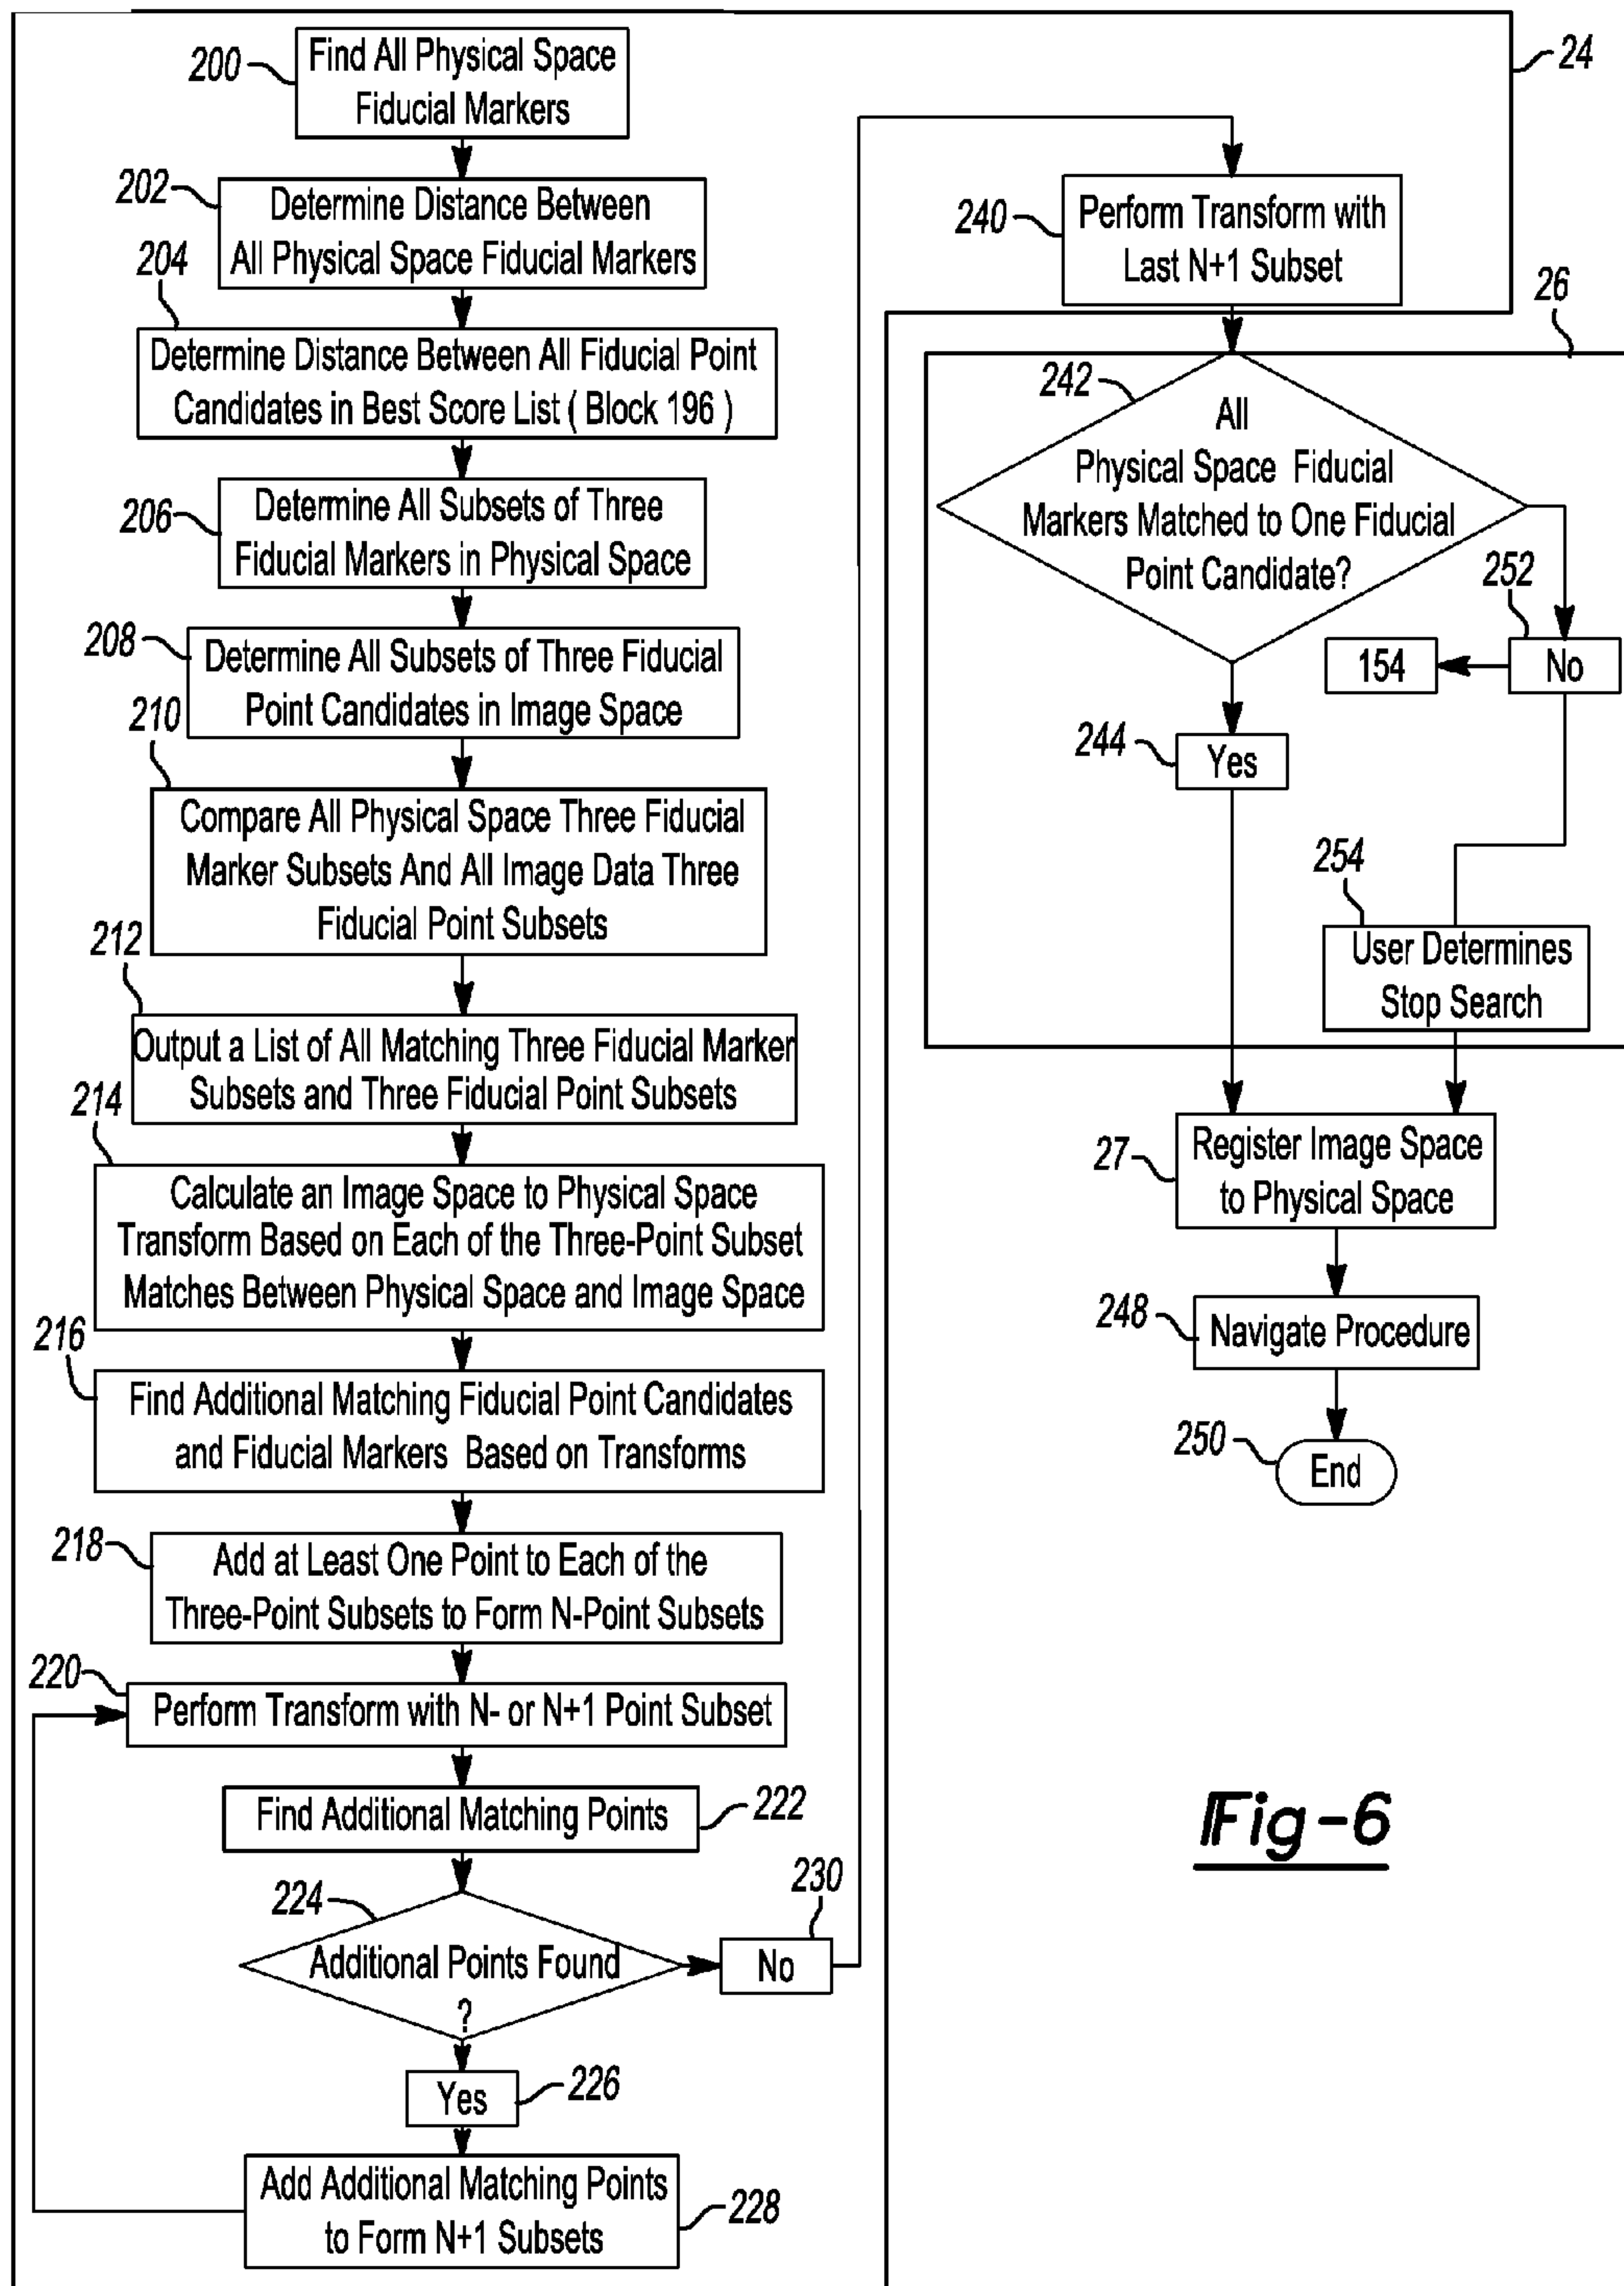 200
Find All Physical Space
Fiducial Markers
202
Determine Distance Between
All Physical Space Fiducial Markers
204
Determine Distance Between All Fiducial Point
Candidates in Best Score List ( Block 196 )
206
Determine All Subsets of Three
Fiducial Markers in Physical Space
208
Determine All Subsets of Three Fiducial
Point Candidates in Image Space
210
Compare All Physical Space Three Fiducial
Marker Subsets And All Image Data Three
Fiducial Point Subsets
212
Output a List of All Matching Three Fiducial Marker
Subsets and Three Fiducial Point Subsets
214
Calculate an Image Space to Physical Space
Transform Based on Each of the Three-Point Subset
Matches Between Physical Space and Image Space
216
Find Additional Matching Fiducial Point Candidates
and Fiducial Markers Based on Transforms
218
Add at Least One Point to Each of the
Three-Point Subsets to Form N-Point Subsets
220
Perform Transform with N- or N+1 Point Subset
Find Additional Matching Points
222
224
Additional Points Found
?
230
No
Yes
226
Add Additional Matching Points
to Form N+1 Subsets
228
24
240
Perform Transform with
Last N+1 Subset
26
242
All
Physical Space Fiducial
Markers Matched to One Fiducial
Point Candidate?
252
154
No
244
Yes
254
User Determines
Stop Search
27
Register Image Space
to Physical Space
248
Navigate Procedure
250
End
Fig-6